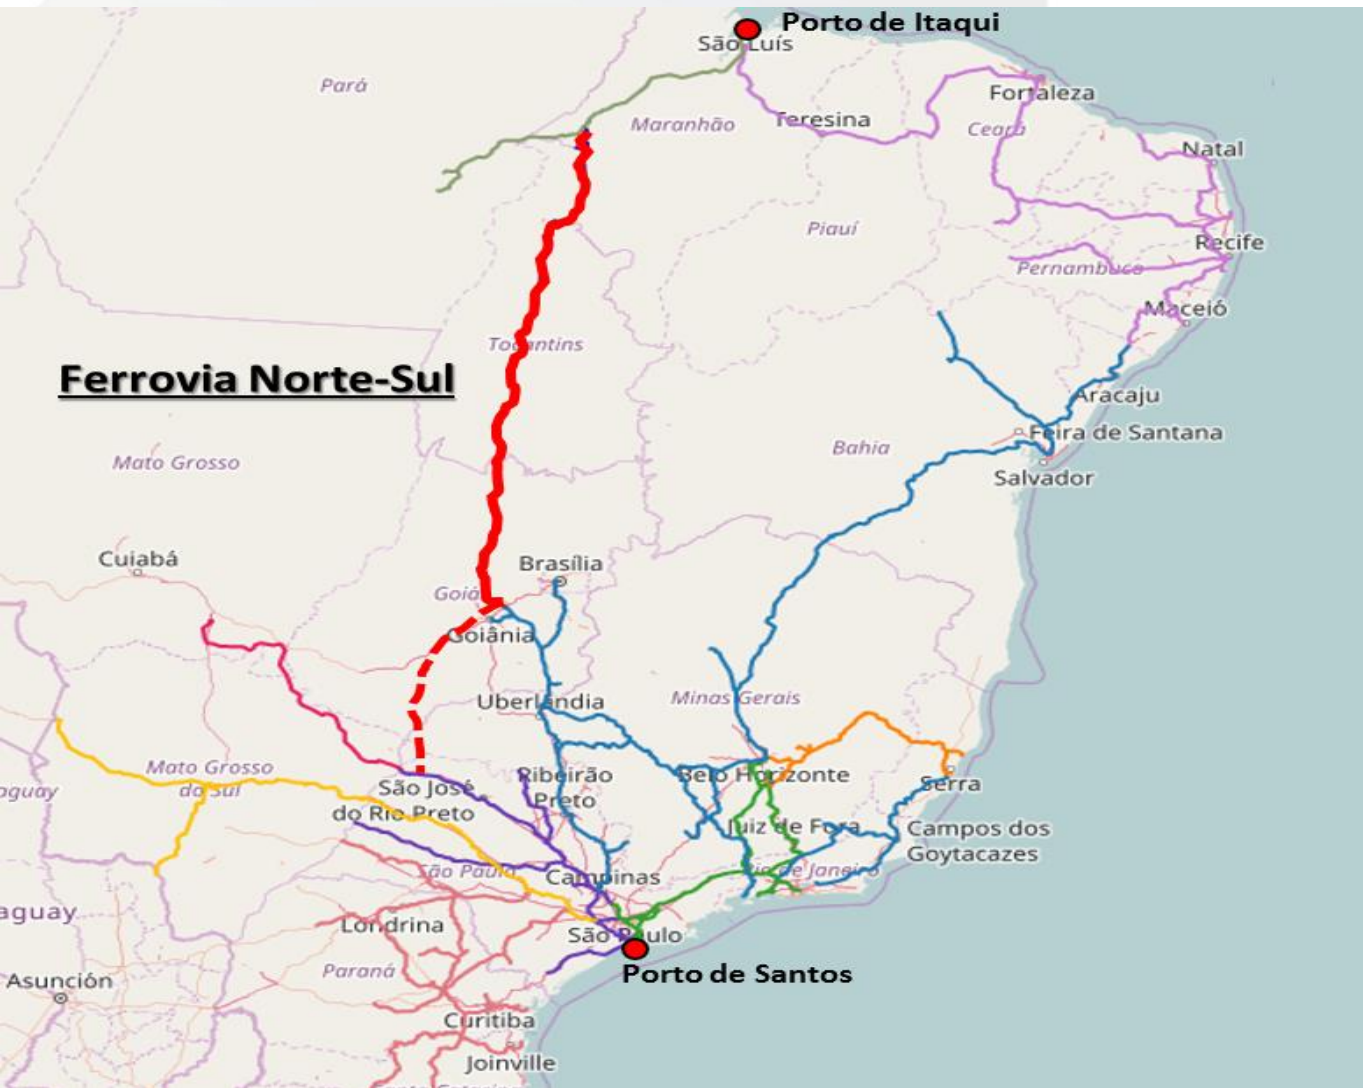 Porto de Itaqui
São Luís
Pará
Fortaleza
Maranhão
Teresina
Ceará
Natal
Piauí
Recife
Pernambuco
Maceió
Tocantins
Ferrovia Norte-Sul
Aracaju
Feira de Santana
Mato Grosso
Bahia
Salvador
Cuiabá
Brasília
Goiás
Goiânia
Uberlândia
Minas Gerais
Mato Grosso
do Sul
aguay
São José
do Rio Preto
Ribeirão
Preto
Belo Horizonte
Serra
Juiz de Fora
Campos dos
Goytacazes
São Paulo
Campinas
Rio de Janeiro
aguay
Londrina
São Paulo
Paraná
Porto de Santos
Asunción
Curitiba
Joinville